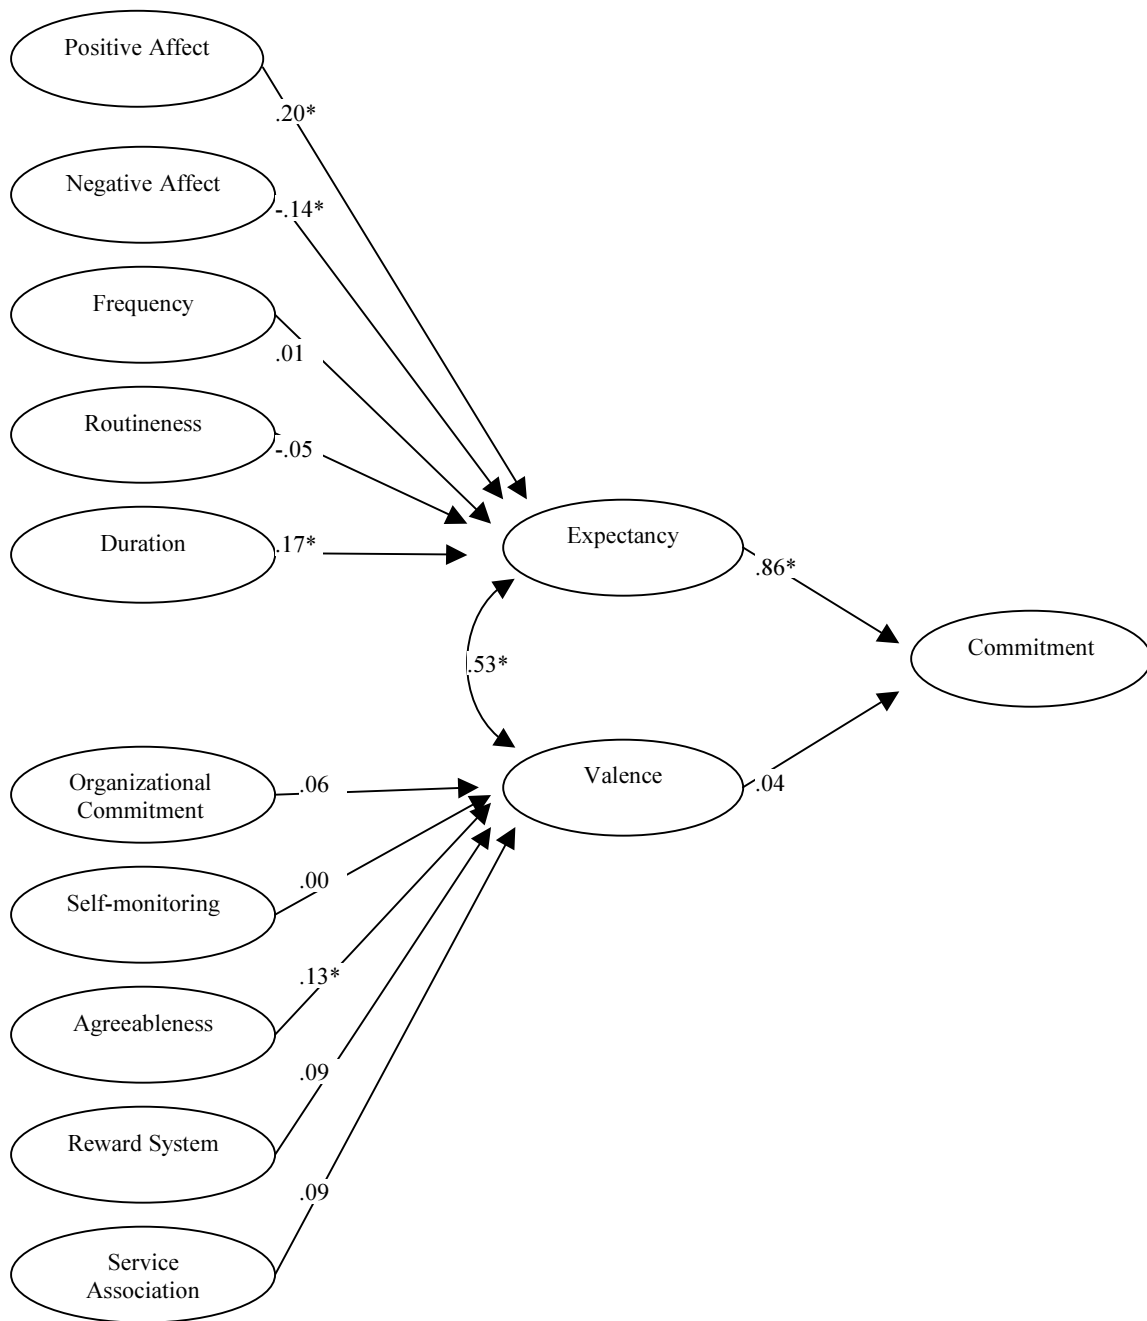 Positive Affect
.20*
Negative Affect
-.14*
Frequency
.01
Routineness
-.05
Duration
.17*
Expectancy
.86*
Commitment
.53*
Valence
.04
Organizational
Commitment
.06
Self-monitoring
.00
Agreeableness
.13*
Reward System
.09
Service
Association
.09